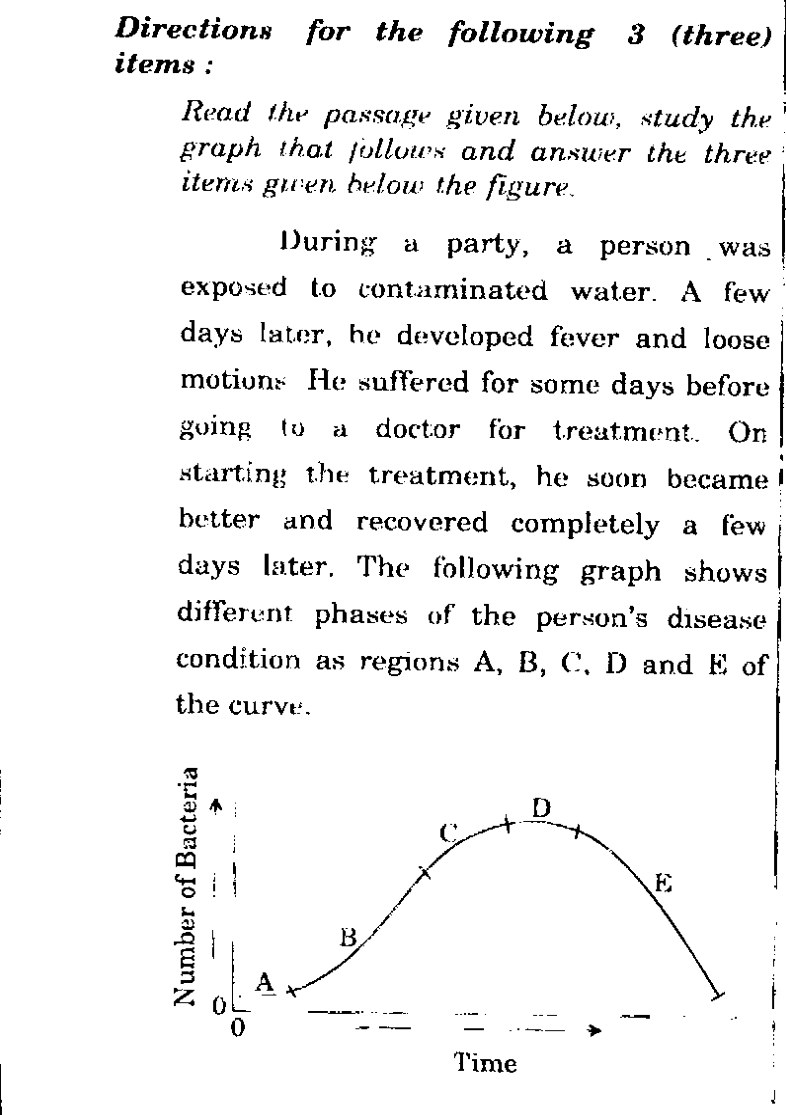 Directions for the following 3 (three)
items :
Read the passage given below, study the
graph that follows and answer the three
items given below the figure.
During a party, a person was
exposed to contaminated water. A few
days later, he developed fever and loose
motions He suffered for some days before
going to a doctor for treatment. On
starting the treatment, he soon became
better and recovered completely a few
days later. The following graph shows
different phases of the person's disease
condition as regions A, B, C, D and E of
the curve.
Number of Bacteria
D
C
E
B
A
0
0
Time